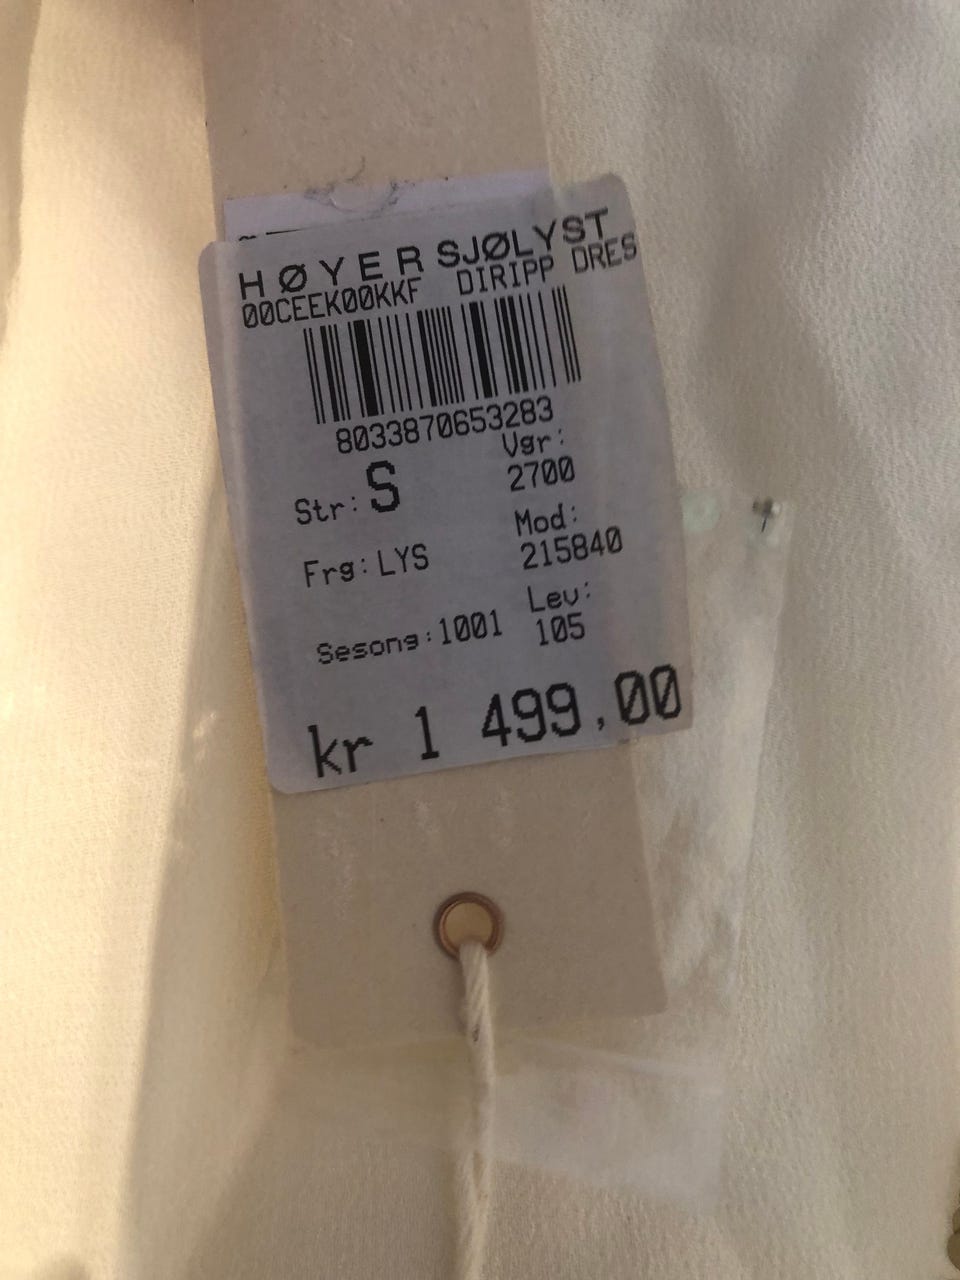 HØYER SJØLYST
00CEEK00KKF DIRIPP DRES
8033870653283
Str: S
Vgr:
2700
Frg: LYS
Mod:
215840
Sesong: 1001
Lev:
105
kr 1 499,00